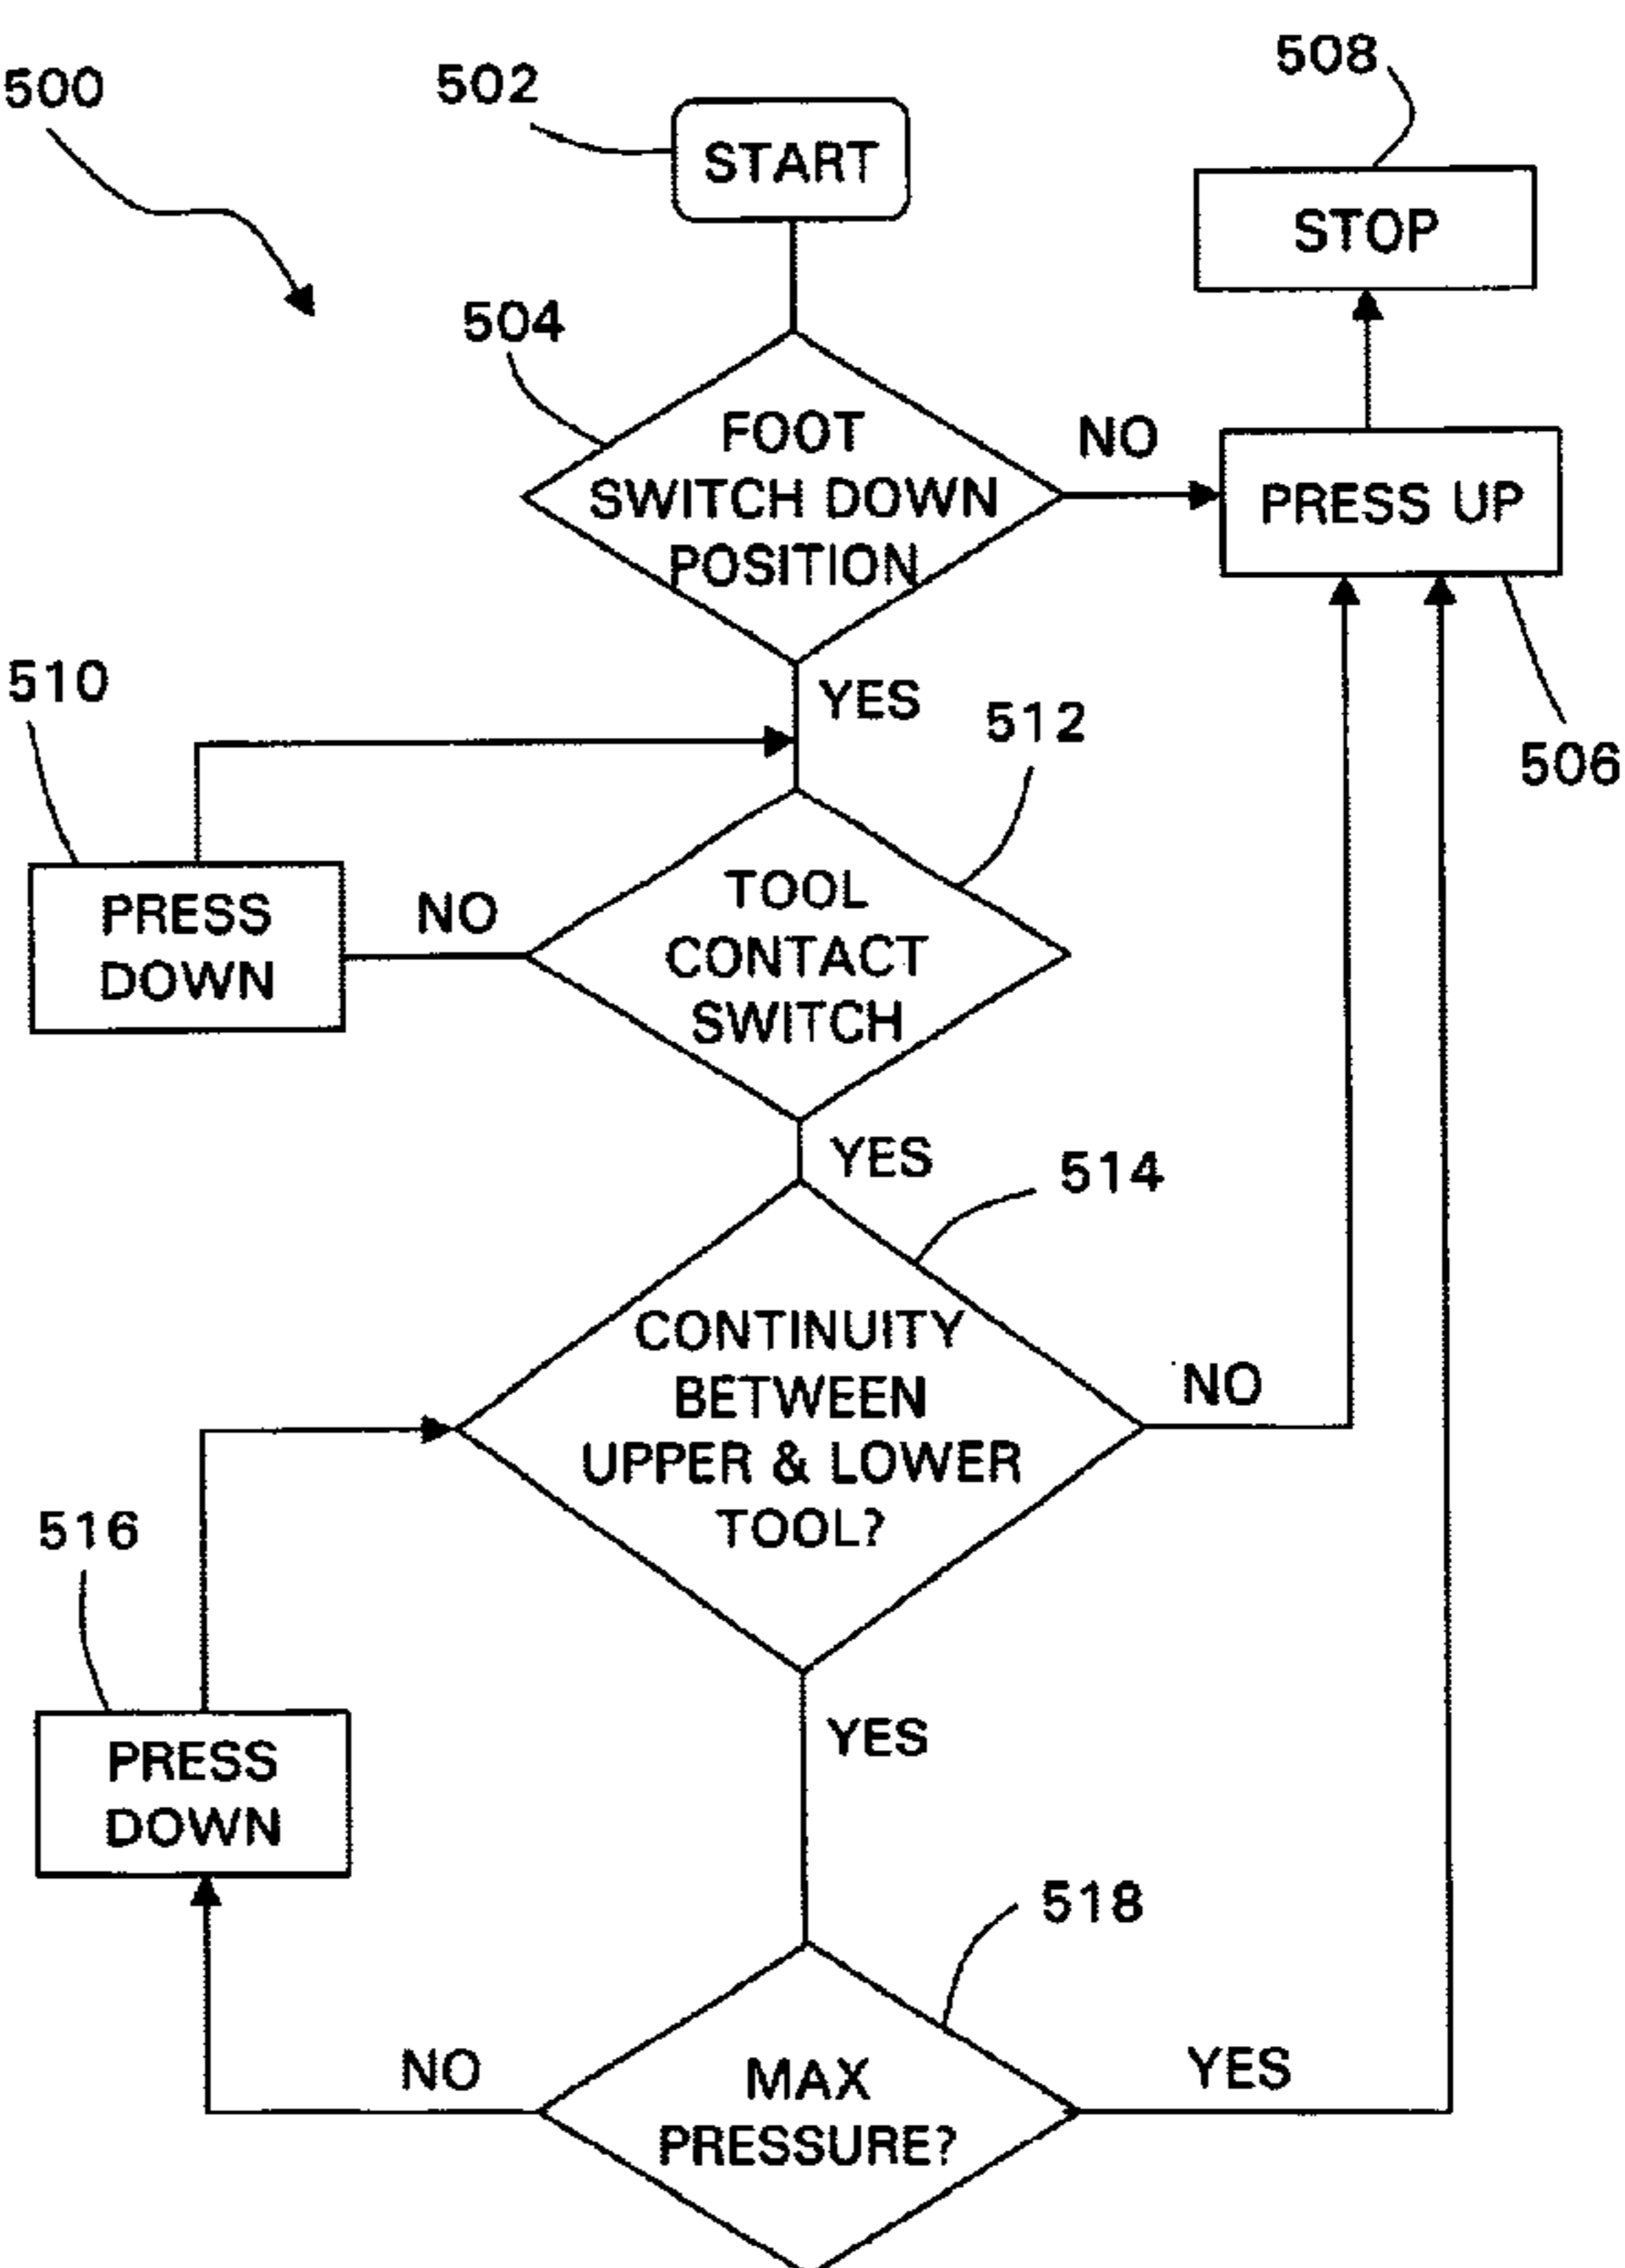 500
502
START
508
STOP
504
FOOT
SWITCH DOWN
POSITION
NO
PRESS UP
506
YES
510
PRESS
DOWN
NO
512
TOOL
CONTACT
SWITCH
YES
514
CONTINUITY
BETWEEN
UPPER & LOWER
TOOL?
NO
516
PRESS
DOWN
YES
518
NO
MAX
PRESSURE?
YES